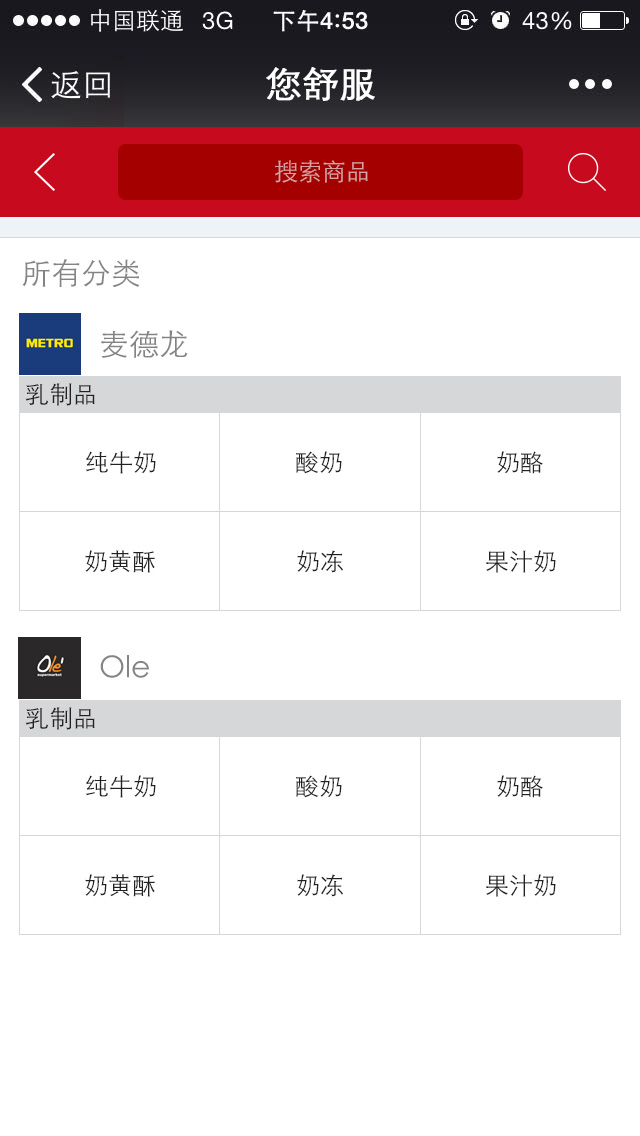 中国联通 3G 下午4:53 43%
返回 您舒服
搜索商品
所有分类
METRO 麦德龙
乳制品
纯牛奶 酸奶 奶酪
奶黄酥 奶冻 果汁奶
Ole' supermarket Ole
乳制品
纯牛奶 酸奶 奶酪
奶黄酥 奶冻 果汁奶